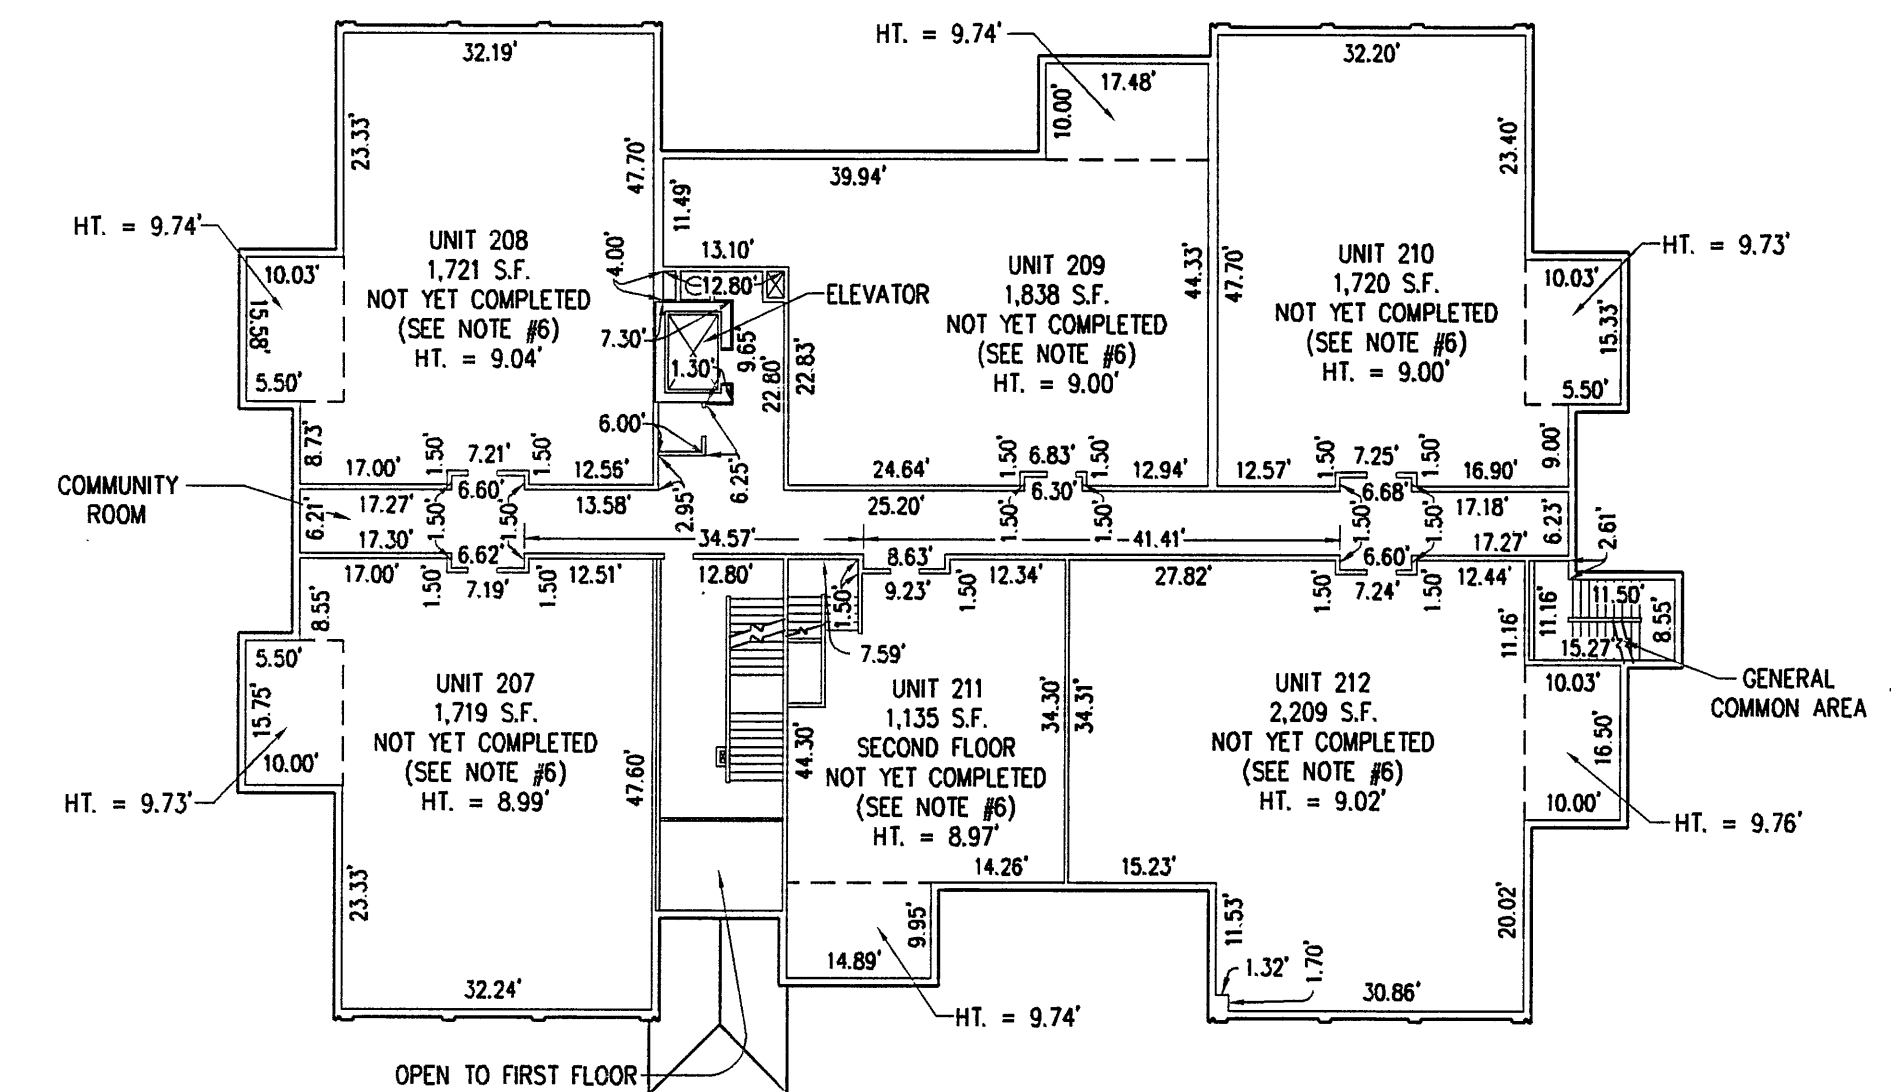 HT. = 9.74'
32.19'
17.48'
32.20'
10.00'
23.33'
47.70'
39.94'
11.49'
23.40'
HT. = 9.74'
UNIT 208
1,721 S.F.
NOT YET COMPLETED
(SEE NOTE #6)
HT. = 9.04'
10.03'
15.58'
5.50'
4.00'
13.10'
12.80'
ELEVATOR
7.30'
9.65'
1.30'
22.80'
22.83'
6.00'
6.25'
2.95'
UNIT 209
1,838 S.F.
NOT YET COMPLETED
(SEE NOTE #6)
HT. = 9.00'
44.33'
47.70'
UNIT 210
1,720 S.F.
NOT YET COMPLETED
(SEE NOTE #6)
HT. = 9.00'
HT. = 9.73'
10.03'
15.33'
5.50'
8.73'
17.00'
1.50'
7.21'
1.50'
12.56'
24.64'
1.50'
6.83'
1.50'
12.94'
12.57'
1.50'
7.25'
1.50'
16.90'
9.00'
COMMUNITY
ROOM
6.21'
17.27'
6.60'
13.58'
25.20'
6.30'
6.68'
17.18'
6.23'
1.50'
1.50'
1.50'
1.50'
1.50'
1.50'
17.30'
6.62'
34.57'
8.63'
41.41'
6.60'
17.27'
2.61'
17.00'
1.50'
7.19'
1.50'
12.51'
12.80'
1.50'
9.23'
1.50'
12.34'
27.82'
1.50'
7.24'
1.50'
12.44'
8.55'
11.16'
11.16'
11.50'
8.55'
15.27'
7.59'
5.50'
15.75'
10.00'
HT. = 9.73'
UNIT 207
1,719 S.F.
NOT YET COMPLETED
(SEE NOTE #6)
HT. = 8.99'
47.60'
44.30'
UNIT 211
1,135 S.F.
SECOND FLOOR
NOT YET COMPLETED
(SEE NOTE #6)
HT. = 8.97'
34.30'
34.31'
UNIT 212
2,209 S.F.
NOT YET COMPLETED
(SEE NOTE #6)
HT. = 9.02'
10.03'
16.50'
10.00'
GENERAL
COMMON AREA
HT. = 9.76'
23.33'
14.26'
15.23'
9.95'
11.53'
20.02'
14.89'
1.32'
1.70'
32.24'
30.86'
HT. = 9.74'
OPEN TO FIRST FLOOR